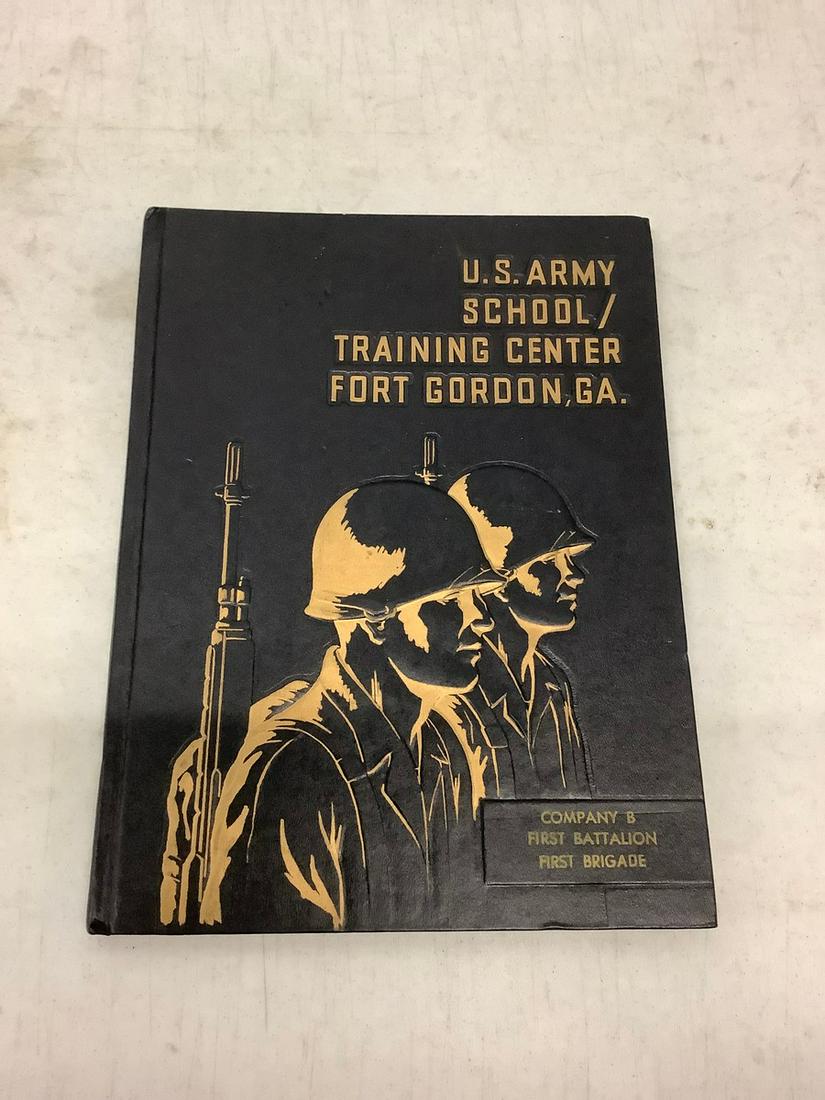 U.S. ARMY
SCHOOL/
TRAINING CENTER
FORT GORDON, GA.
COMPANY B
FIRST BATTALION
FIRST BRIGADE